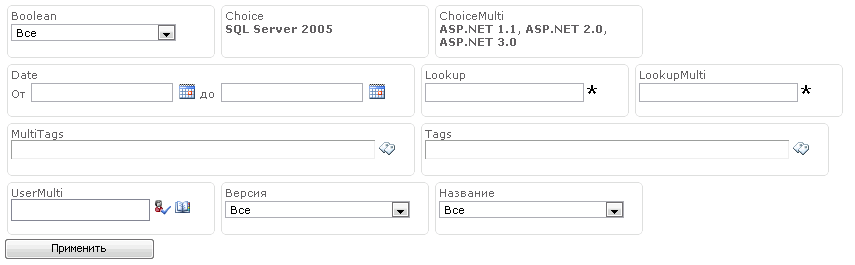 Boolean
Все
Choice
SQL Server 2005
ChoiceMulti
ASP.NET 1.1, ASP.NET 2.0,
ASP.NET 3.0
Date
От до
Lookup
*
LookupMulti
*
MultiTags
Tags
UserMulti
Версия
Все
Название
Все
Применить